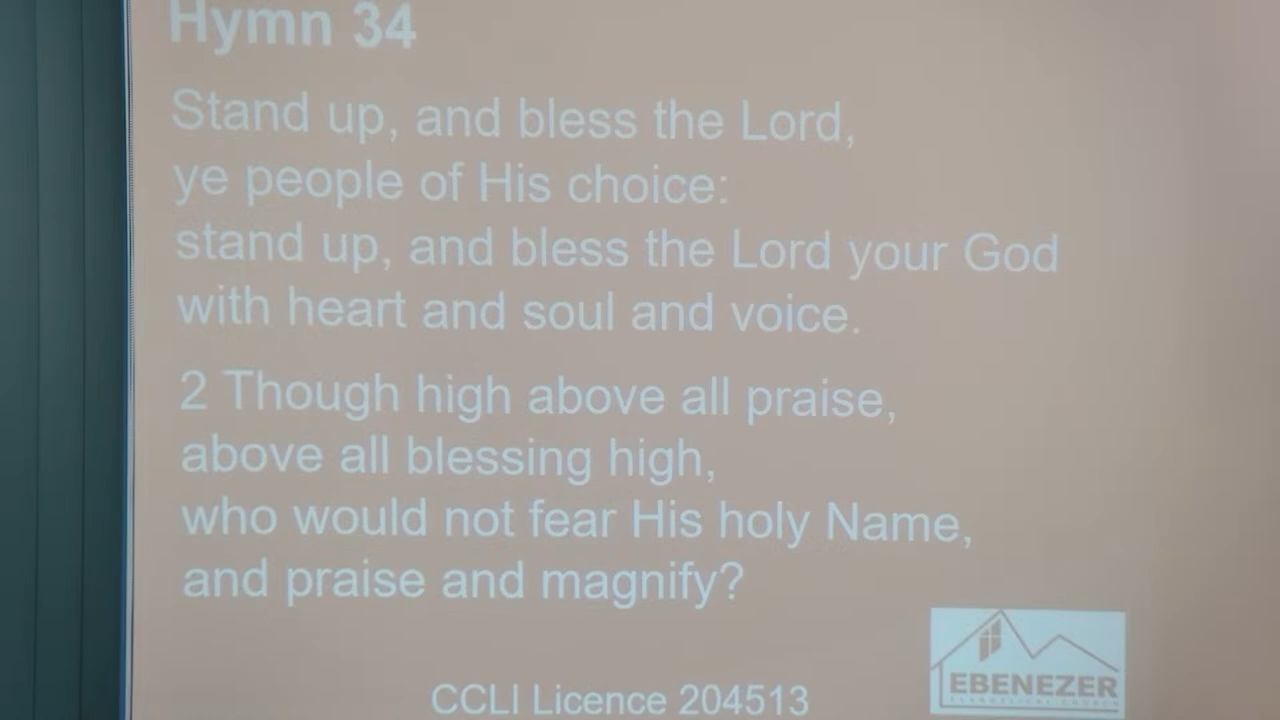 Hymn 34
Stand up, and bless the Lord,
ye people of His choice:
stand up, and bless the Lord your God
with heart and soul and voice.
2 Though high above all praise,
above all blessing high,
who would not fear His holy Name,
and praise and magnify?
CCLI Licence 204513
EBENEZER
EVANGELICAL CHURCH